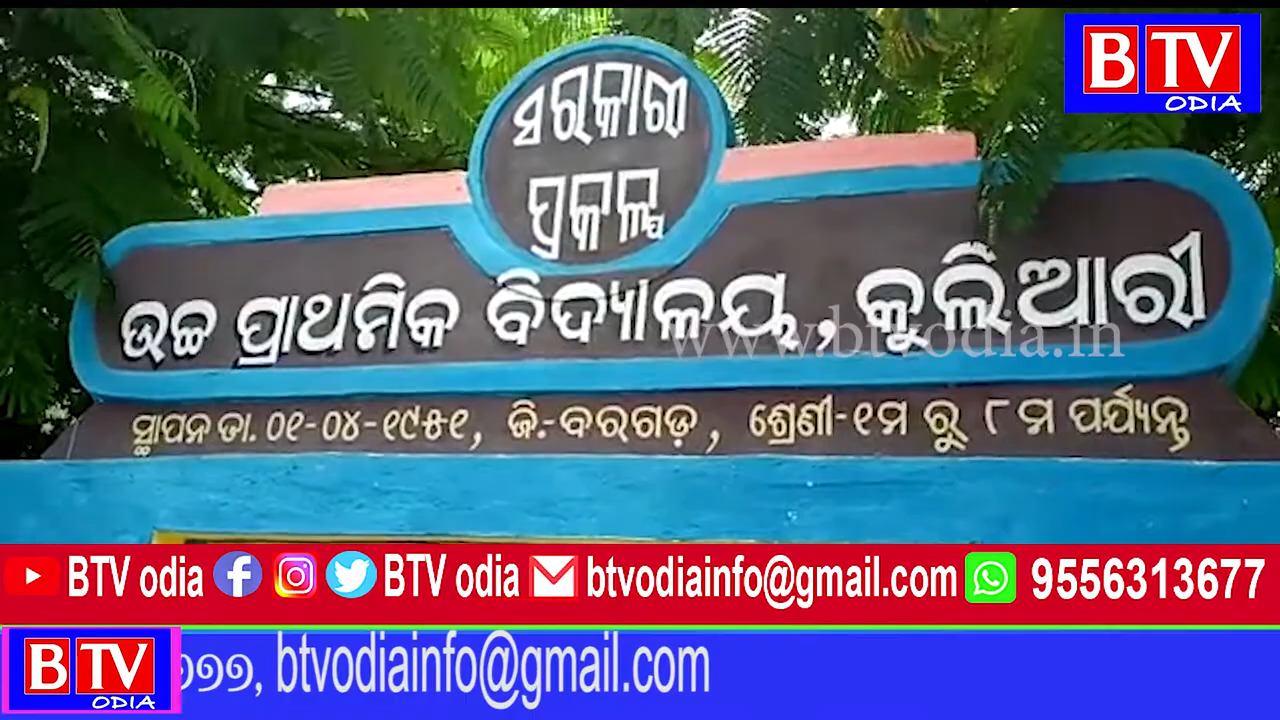 BTV
ODIA
ସରକାରୀ
ପ୍ରକଳ୍ପ
ଉଚ୍ଚ ପ୍ରାଥମିକ ବିଦ୍ୟାଳୟ, କୁଲିଆରୀ
www.btvodia.in
ସ୍ଥାପନ ତା. ୦୧-୦୪-୧୯୫୧, ଜି.-ବରଗଡ଼, ଶ୍ରେଣୀ-୧ମ ରୁ ୮ମ ପର୍ଯ୍ୟନ୍ତ
BTV odia BTV odia btvodiainfo@gmail.com 9556313677
BTV
ODIA
୭୭, btvodiainfo@gmail.com